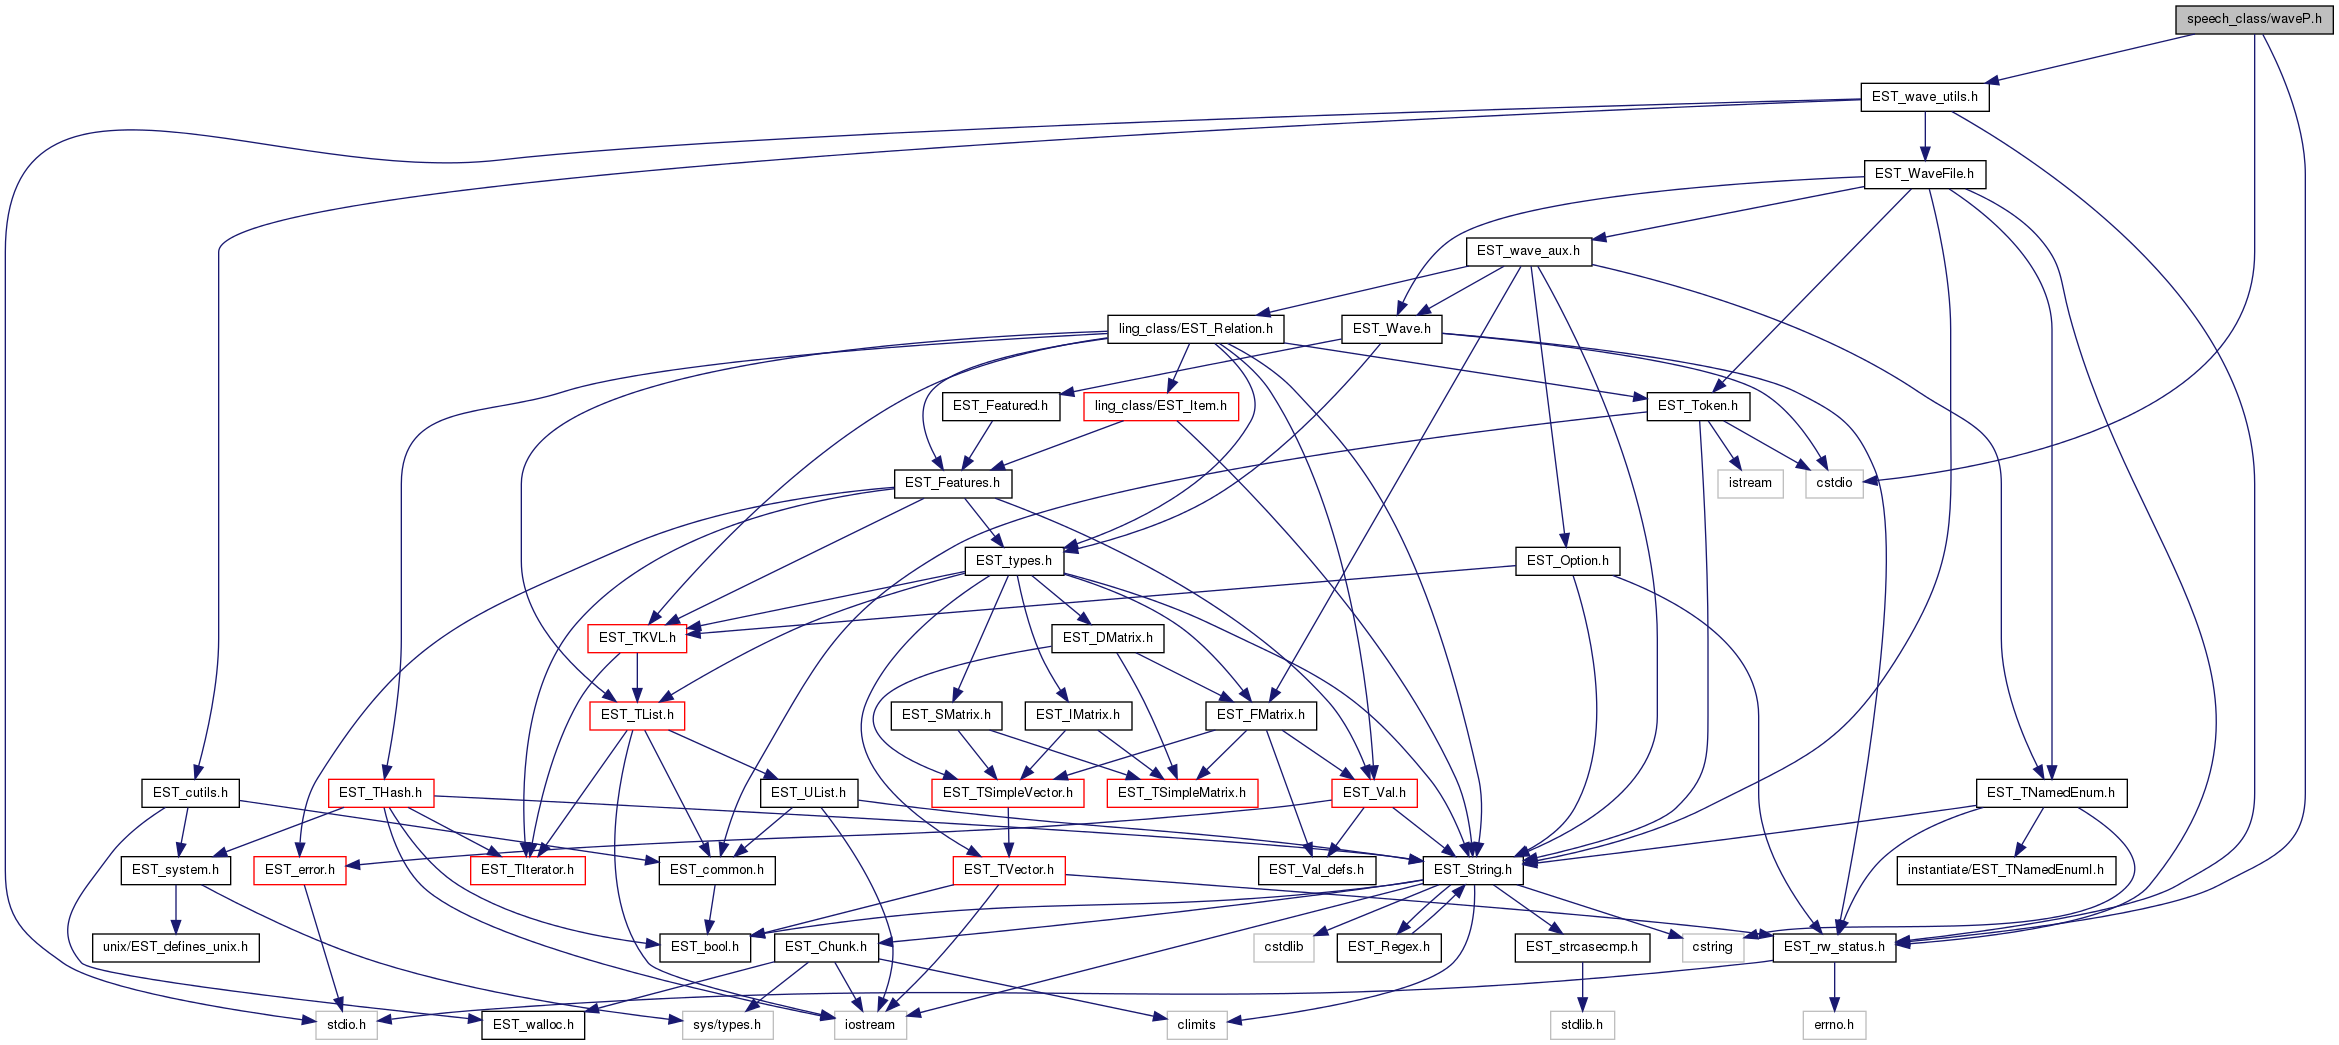 speech_class/waveP.h
EST_wave_utils.h
EST_WaveFile.h
EST_wave_aux.h
ling_class/EST_Relation.h
EST_Wave.h
EST_Featured.h
ling_class/EST_Item.h
EST_Token.h
EST_Features.h
istream
cstdio
EST_types.h
EST_Option.h
EST_TKVL.h
EST_DMatrix.h
EST_TList.h
EST_SMatrix.h
EST_IMatrix.h
EST_FMatrix.h
EST_cutils.h
EST_THash.h
EST_UList.h
EST_TSimpleVector.h
EST_TSimpleMatrix.h
EST_Val.h
EST_TNamedEnum.h
EST_system.h
EST_error.h
EST_TIterator.h
EST_common.h
EST_TVector.h
EST_Val_defs.h
EST_String.h
instantiate/EST_TNamedEnumI.h
unix/EST_defines_unix.h
EST_bool.h
EST_Chunk.h
cstdlib
EST_Regex.h
EST_strcasecmp.h
cstring
EST_rw_status.h
stdio.h
EST_walloc.h
sys/types.h
iostream
climits
stdlib.h
errno.h